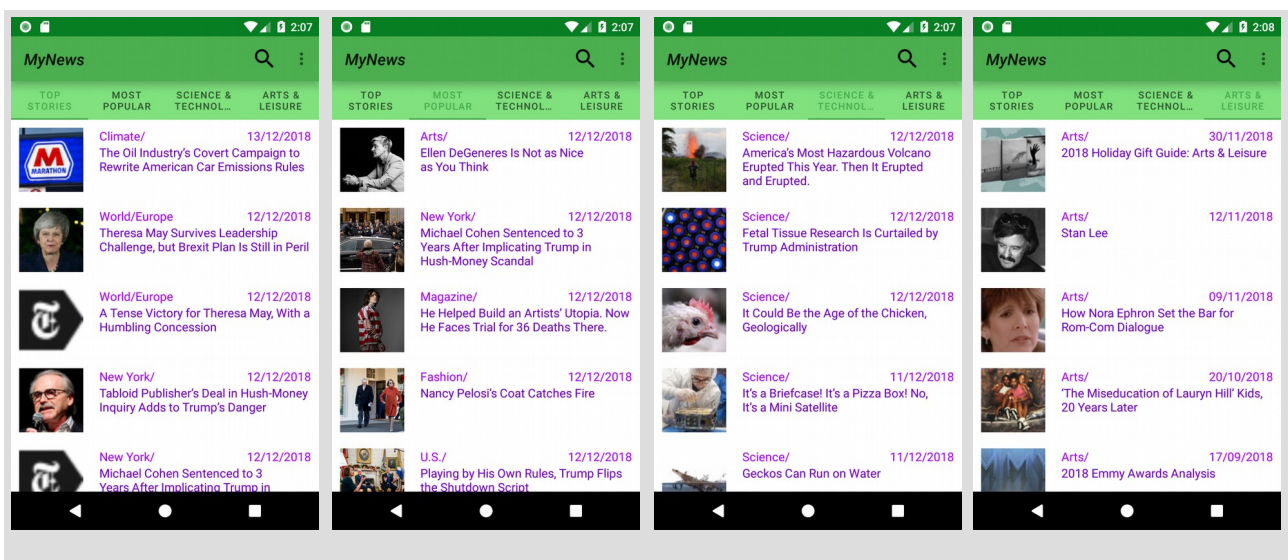 2:07
MyNews
TOP
STORIES
MOST
POPULAR
SCIENCE &
TECHNOL...
ARTS &
LEISURE
M
MARATHON
Climate/
13/12/2018
The Oil Industry's Covert Campaign to
Rewrite American Car Emissions Rules
World/Europe
12/12/2018
Theresa May Survives Leadership
Challenge, but Brexit Plan Is Still in Peril
World/Europe
12/12/2018
A Tense Victory for Theresa May, With a
Humbling Concession
New York/
12/12/2018
Tabloid Publisher's Deal in Hush-Money
Inquiry Adds to Trump's Danger
New York/
12/12/2018
Michael Cohen Sentenced to 3
Years After Implicating Trump in
2:07
MyNews
TOP
STORIES
MOST
POPULAR
SCIENCE &
TECHNOL...
ARTS &
LEISURE
Arts/
12/12/2018
Ellen DeGeneres Is Not as Nice
as You Think
New York/
12/12/2018
Michael Cohen Sentenced to 3
Years After Implicating Trump in
Hush-Money Scandal
Magazine/
12/12/2018
He Helped Build an Artists' Utopia. Now
He Faces Trial for 36 Deaths There.
Fashion/
12/12/2018
Nancy Pelosi's Coat Catches Fire
U.S./
12/12/2018
Playing by His Own Rules, Trump Flips
the Shutdown Script
2:07
MyNews
TOP
STORIES
MOST
POPULAR
SCIENCE &
TECHNOL...
ARTS &
LEISURE
Science/
12/12/2018
America's Most Hazardous Volcano
Erupted This Year. Then It Erupted
and Erupted.
Science/
12/12/2018
Fetal Tissue Research Is Curtailed by
Trump Administration
Science/
12/12/2018
It Could Be the Age of the Chicken,
Geologically
Science/
11/12/2018
It's a Briefcase! It's a Pizza Box! No,
It's a Mini Satellite
Science/
11/12/2018
Geckos Can Run on Water
2:08
MyNews
TOP
STORIES
MOST
POPULAR
SCIENCE &
TECHNOL...
ARTS &
LEISURE
Arts/
30/11/2018
2018 Holiday Gift Guide: Arts & Leisure
Arts/
12/11/2018
Stan Lee
Arts/
09/11/2018
How Nora Ephron Set the Bar for
Rom-Com Dialogue
Arts/
20/10/2018
'The Miseducation of Lauryn Hill' Kids,
20 Years Later
Arts/
17/09/2018
2018 Emmy Awards Analysis